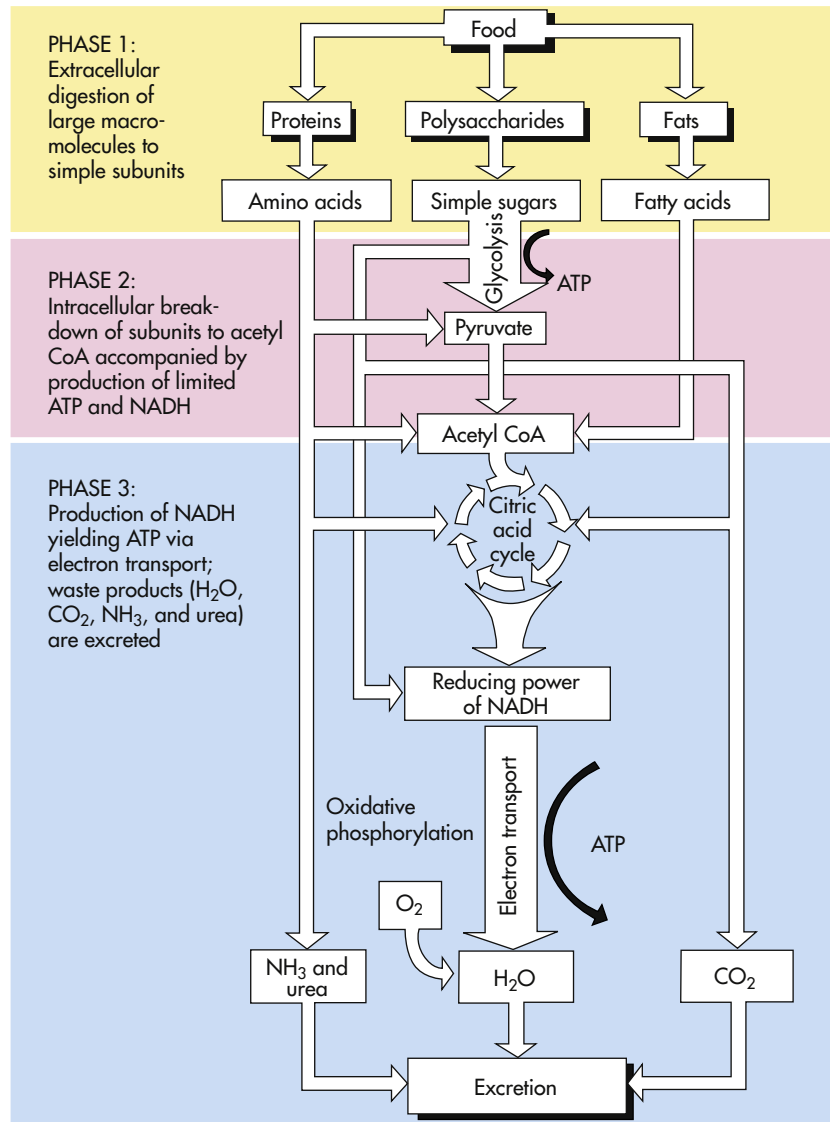 PHASE 1:
Extracellular
digestion of
large macro-
molecules to
simple subunits
Food
Proteins
Polysaccharides
Fats
Amino acids
Simple sugars
Fatty acids
PHASE 2:
Intracellular break-
down of subunits to acetyl
CoA accompanied by
production of limited
ATP and NADH
Glycolysis
ATP
Pyruvate
Acetyl CoA
PHASE 3:
Production of NADH
yielding ATP via
electron transport;
waste products (H₂O,
CO₂, NH₃, and urea)
are excreted
Citric
acid
cycle
Reducing power
of NADH
Oxidative
phosphorylation
Electron transport
ATP
O₂
NH₃ and
urea
H₂O
CO₂
Excretion